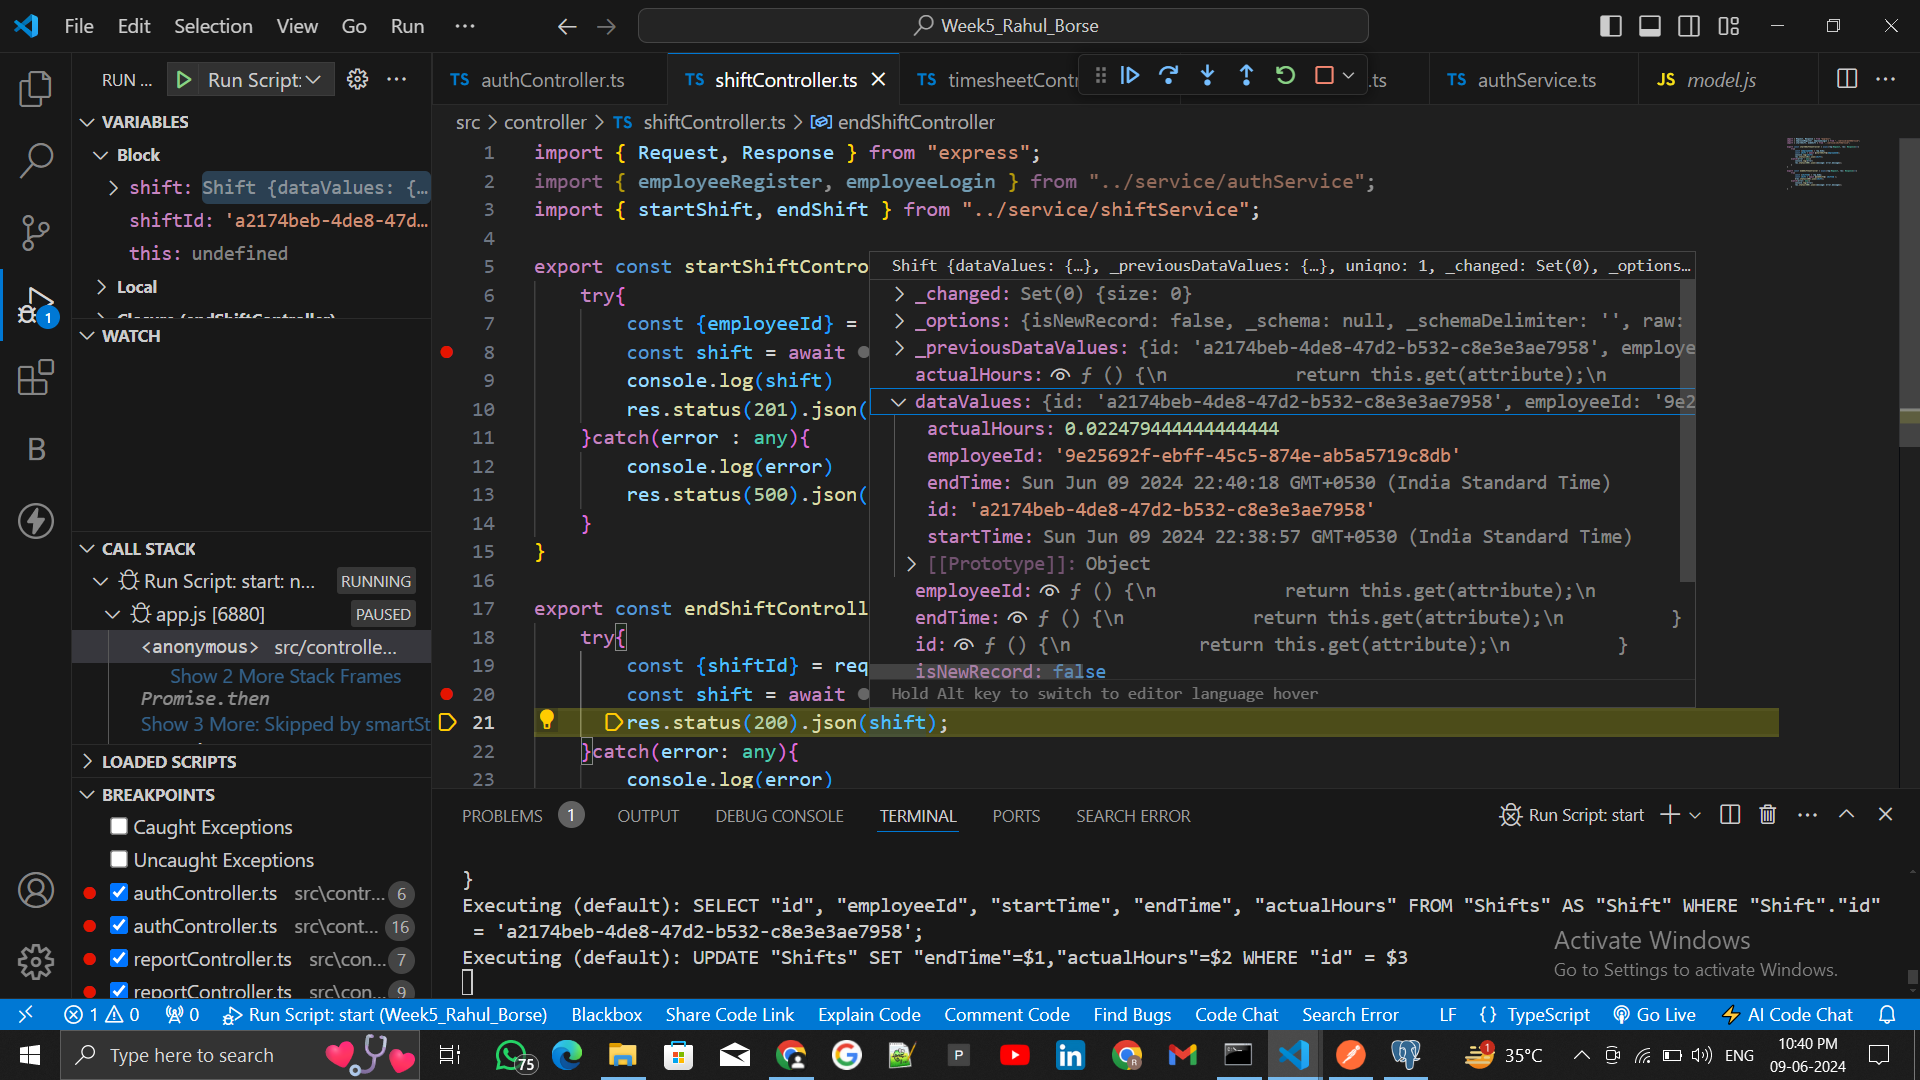 File Edit Selection View Go Run ··· Week5_Rahul_Borse
RUN ... Run Script: ···
TS authController.ts TS shiftController.ts TS timesheetContr .ts TS authService.ts JS model.js ···
VARIABLES
Block
shift: Shift {dataValues: {…
shiftId: 'a2174beb-4de8-47d…
this: undefined
Local
WATCH
CALL STACK
Run Script: start: n... RUNNING
app.js [6880] PAUSED
<anonymous> src/controlle...
Show 2 More Stack Frames
Promise.then
Show 3 More: Skipped by smartSt
LOADED SCRIPTS
BREAKPOINTS
Caught Exceptions
Uncaught Exceptions
authController.ts src\contr... 6
authController.ts src\cont... 16
reportController.ts src\con... 7
reportController.ts src\con... 9
src > controller > TS shiftController.ts > endShiftController
1 import { Request, Response } from "express";
2 import { employeeRegister, employeeLogin } from "../service/authService";
3 import { startShift, endShift } from "../service/shiftService";
4
5 export const startShiftContro
6 try{
7 const {employeeId} =
8 const shift = await
9 console.log(shift)
10 res.status(201).json(
11 }catch(error : any){
12 console.log(error)
13 res.status(500).json(
14 }
15 }
16
17 export const endShiftControll
18 try{
19 const {shiftId} = req
20 const shift = await
21 res.status(200).json(shift);
22 }catch(error: any){
23 console.log(error)
Shift {dataValues: {…}, _previousDataValues: {…}, uniqno: 1, _changed: Set(0), _options…
_changed: Set(0) {size: 0}
_options: {isNewRecord: false, _schema: null, _schemaDelimiter: '', raw:
_previousDataValues: {id: 'a2174beb-4de8-47d2-b532-c8e3e3ae7958', employe
actualHours: ƒ () {\n return this.get(attribute);\n
dataValues: {id: 'a2174beb-4de8-47d2-b532-c8e3e3ae7958', employeeId: '9e2
actualHours: 0.022479444444444444
employeeId: '9e25692f-ebff-45c5-874e-ab5a5719c8db'
endTime: Sun Jun 09 2024 22:40:18 GMT+0530 (India Standard Time)
id: 'a2174beb-4de8-47d2-b532-c8e3e3ae7958'
startTime: Sun Jun 09 2024 22:38:57 GMT+0530 (India Standard Time)
[[Prototype]]: Object
employeeId: ƒ () {\n return this.get(attribute);\n
endTime: ƒ () {\n return this.get(attribute);\n }
id: ƒ () {\n return this.get(attribute);\n }
isNewRecord: false
Hold Alt key to switch to editor language hover
PROBLEMS 1 OUTPUT DEBUG CONSOLE TERMINAL PORTS SEARCH ERROR Run Script: start ···
}
Executing (default): SELECT "id", "employeeId", "startTime", "endTime", "actualHours" FROM "Shifts" AS "Shift" WHERE "Shift"."id"
= 'a2174beb-4de8-47d2-b532-c8e3e3ae7958';
Executing (default): UPDATE "Shifts" SET "endTime"=$1,"actualHours"=$2 WHERE "id" = $3
Activate Windows
Go to Settings to activate Windows.
1 0 0 Run Script: start (Week5_Rahul_Borse) Blackbox Share Code Link Explain Code Comment Code Find Bugs Code Chat Search Error LF {} TypeScript Go Live AI Code Chat
Type here to search 75 P 1 35°C ENG 10:40 PM
09-06-2024